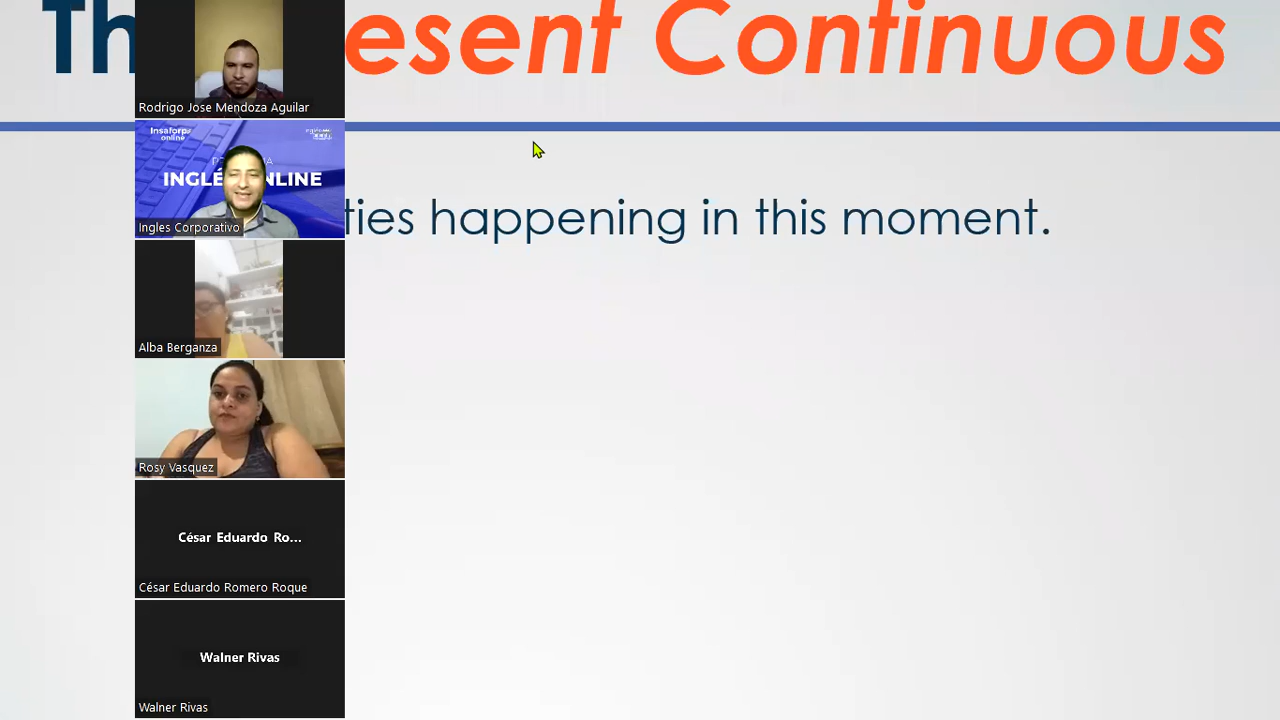 Th esent Continuous
ties happening in this moment.
Rodrigo Jose Mendoza Aguilar
Insaforp
online
INGLÉ NLINE
Ingles Corporativo
Alba Berganza
Rosy Vasquez
César Eduardo Ro...
César Eduardo Romero Roque
Walner Rivas
Walner Rivas